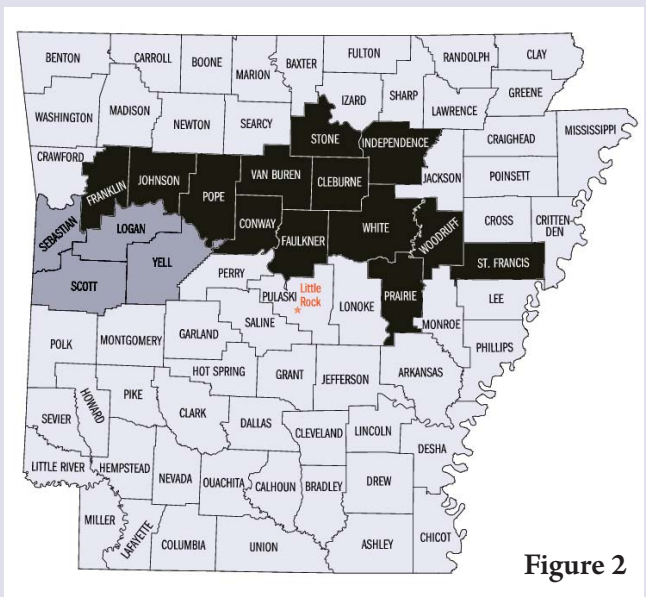 BENTON
CARROLL
BOONE
MARION
BAXTER
FULTON
RANDOLPH
CLAY
IZARD
SHARP
GREENE
LAWRENCE
WASHINGTON
MADISON
NEWTON
SEARCY
STONE
INDEPENDENCE
CRAIGHEAD
MISSISSIPPI
CRAWFORD
FRANKLIN
JOHNSON
POPE
VAN BUREN
CLEBURNE
JACKSON
POINSETT
SEBASTIAN
LOGAN
CONWAY
FAULKNER
WHITE
WOODRUFF
CROSS
CRITTEN-
DEN
SCOTT
YELL
PERRY
PULASKI
Little
Rock
LONOKE
PRAIRIE
ST. FRANCIS
LEE
MONROE
PHILLIPS
POLK
MONTGOMERY
GARLAND
SALINE
HOT SPRING
GRANT
JEFFERSON
ARKANSAS
SEVIER
HOWARD
PIKE
CLARK
DALLAS
CLEVELAND
LINCOLN
DESHA
LITTLE RIVER
HEMPSTEAD
NEVADA
OUACHITA
CALHOUN
BRADLEY
DREW
MILLER
LAFAYETTE
COLUMBIA
UNION
ASHLEY
CHICOT
Figure 2